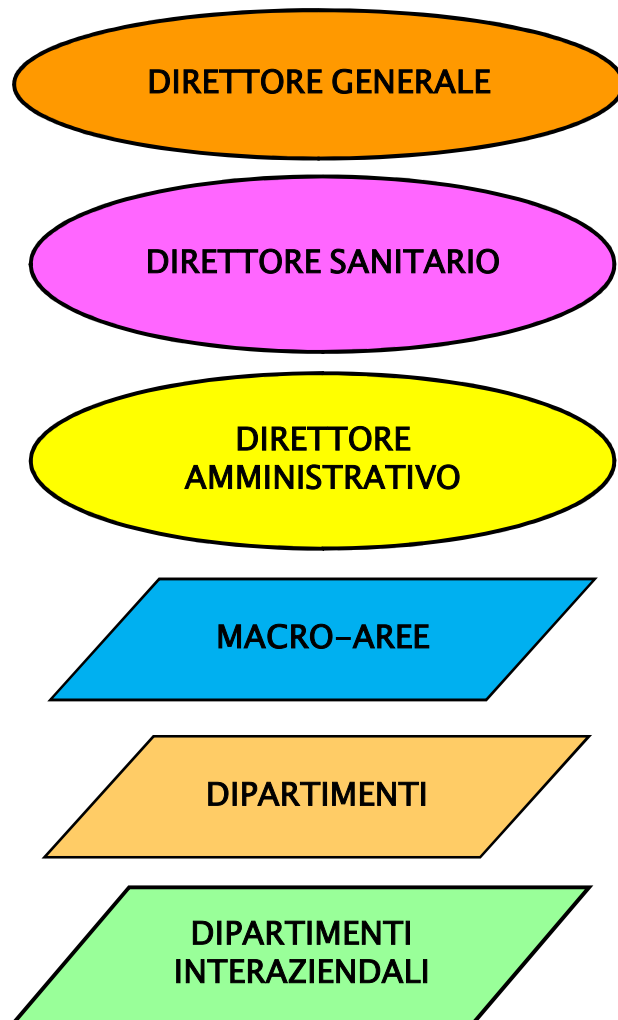 DIRETTORE GENERALE
DIRETTORE SANITARIO
DIRETTORE
AMMINISTRATIVO
MACRO-AREE
DIPARTIMENTI
DIPARTIMENTI
INTERAZIENDALI